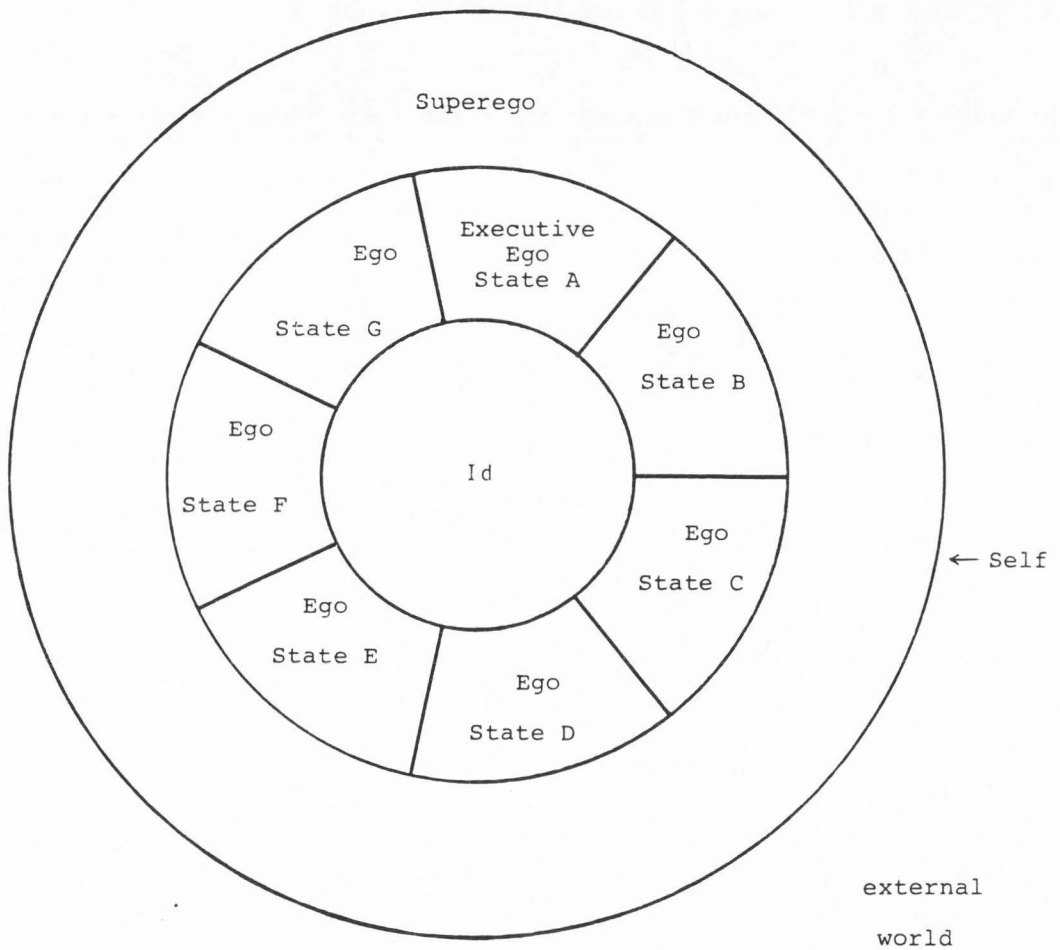 Superego
Executive
Ego
State A
Ego
State G
Ego
State B
Ego
State F
Id
Ego
State C
← Self
Ego
State E
Ego
State D
external
world